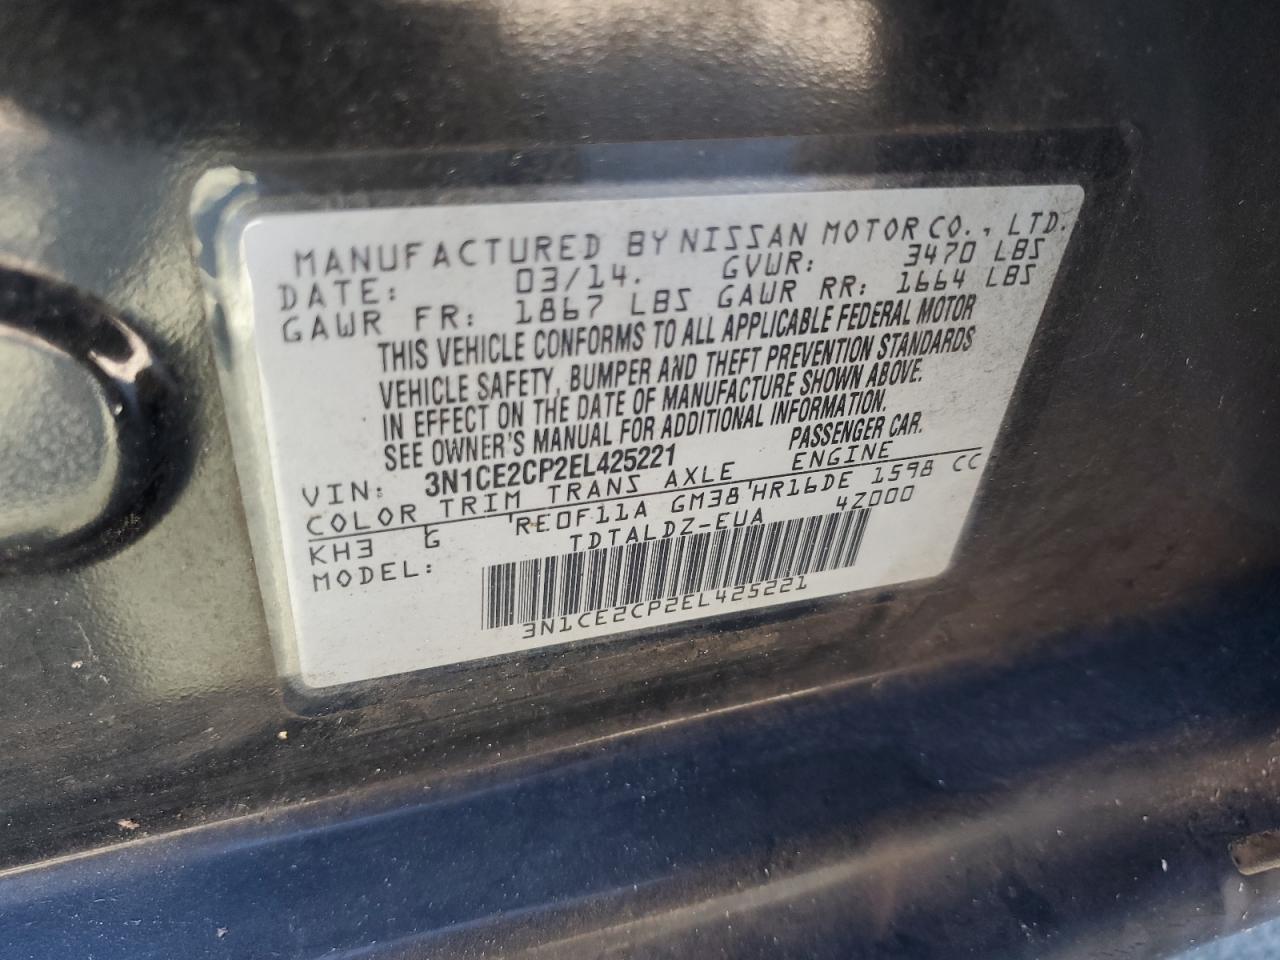 MANUFACTURED BY NISSAN MOTOR CO., LTD.
DATE: 03/14. GVWR: 3470 LBS
GAWR FR: 1867 LBS GAWR RR: 1664 LBS
THIS VEHICLE CONFORMS TO ALL APPLICABLE FEDERAL MOTOR
VEHICLE SAFETY, BUMPER AND THEFT PREVENTION STANDARDS
IN EFFECT ON THE DATE OF MANUFACTURE SHOWN ABOVE.
SEE OWNER'S MANUAL FOR ADDITIONAL INFORMATION.
VIN: 3N1CE2CP2EL425221 PASSENGER CAR.
COLOR TRIM TRANS AXLE ENGINE
KH3 G RE0F11A GM38 HR16DE 1598 CC
MODEL: TDTALDZ-EUA 4Z000
3N1CE2CP2EL425221